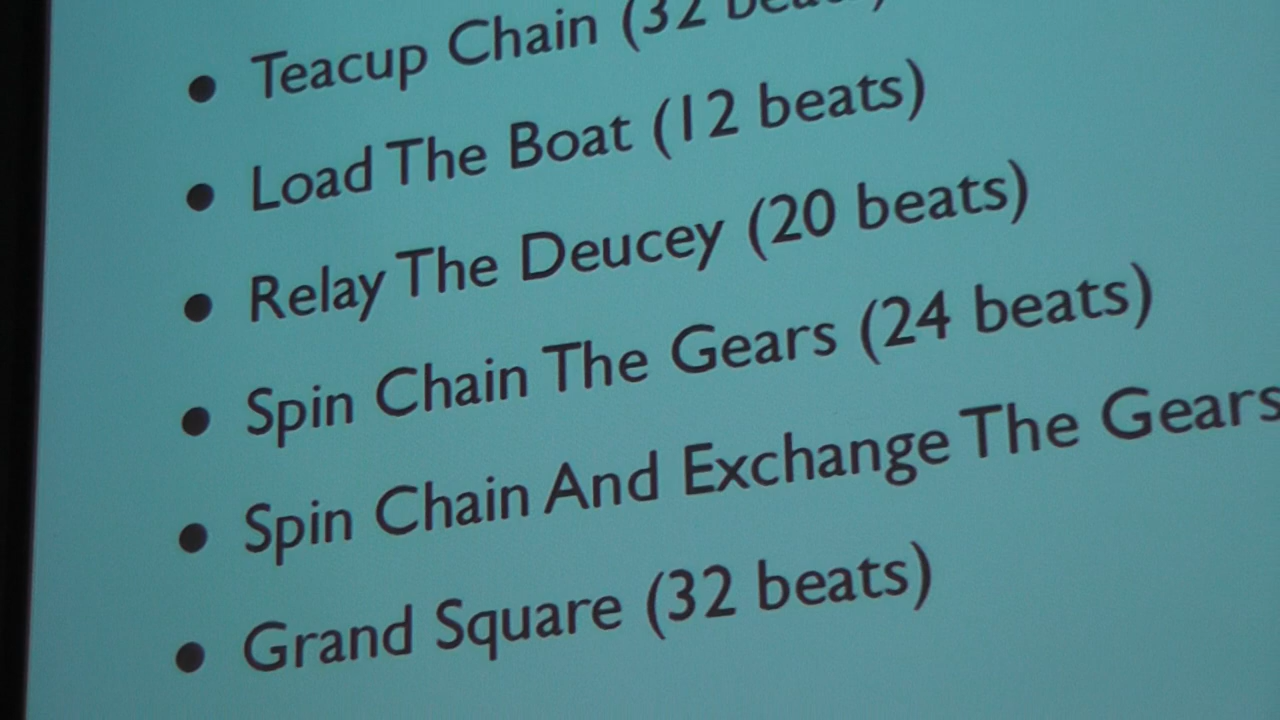 • Teacup Chain (32 beats)
• Load The Boat (12 beats)
• Relay The Deucey (20 beats)
• Spin Chain The Gears (24 beats)
• Spin Chain And Exchange The Gears
• Grand Square (32 beats)